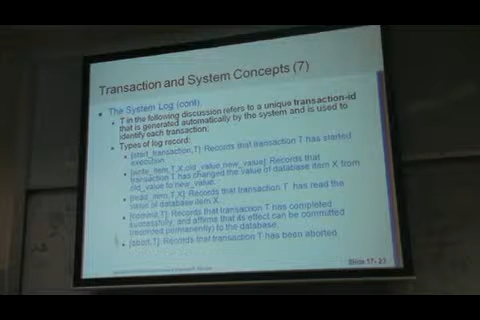 Transaction and System Concepts (7)
The System Log (cont):
T in the following discussion refers to a unique transaction-id
that is generated automatically by the system and is used to
identify each transaction:
Types of log record:
[start_transaction,T]: Records that transaction T has started
execution.
[write_item,T,X,old_value,new_value]: Records that
transaction T has changed the value of database item X from
old_value to new_value.
[read_item,T,X]: Records that transaction T has read the
value of database item X.
[commit,T]: Records that transaction T has completed
successfully, and affirms that its effect can be committed
(recorded permanently) to the database.
[abort,T]: Records that transaction T has been aborted.
Slide 17- 23